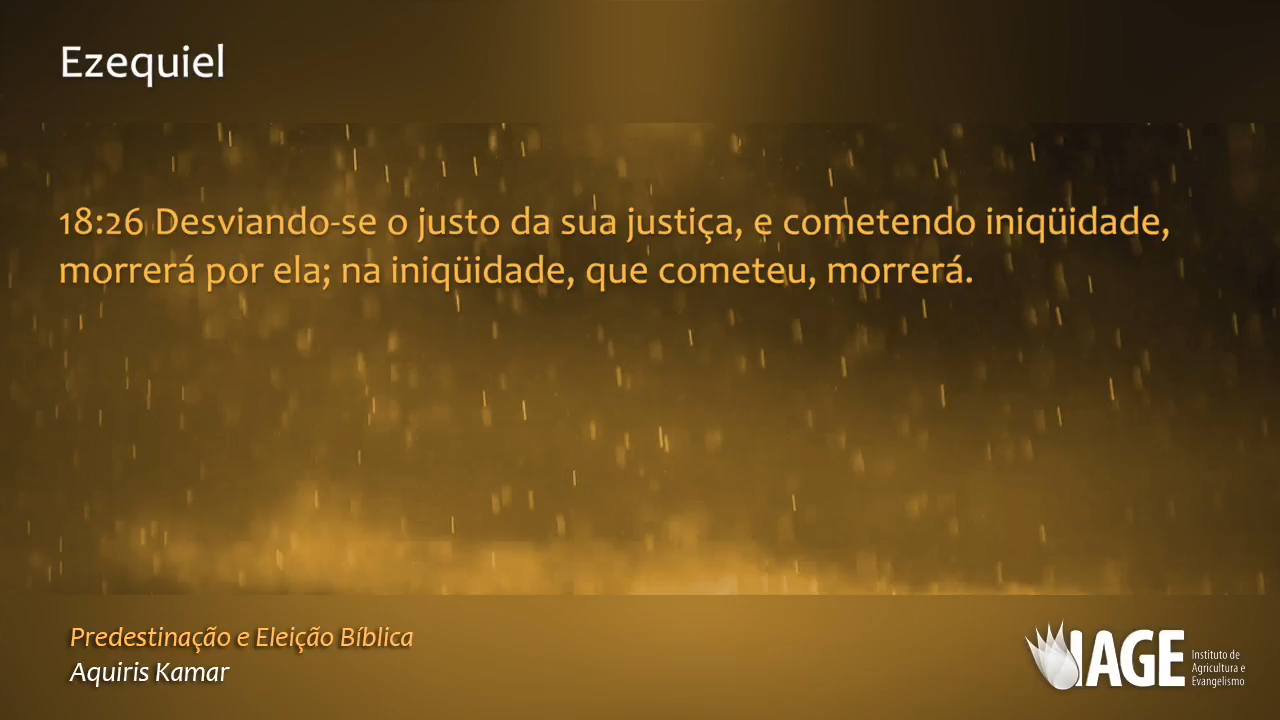 Ezequiel
18:26 Desviando-se o justo da sua justiça, e cometendo iniqüidade,
morrerá por ela; na iniqüidade, que cometeu, morrerá.
Predestinação e Eleição Bíblica
Aquiris Kamar
IAGE
Instituto de
Agricultura e
Evangelismo